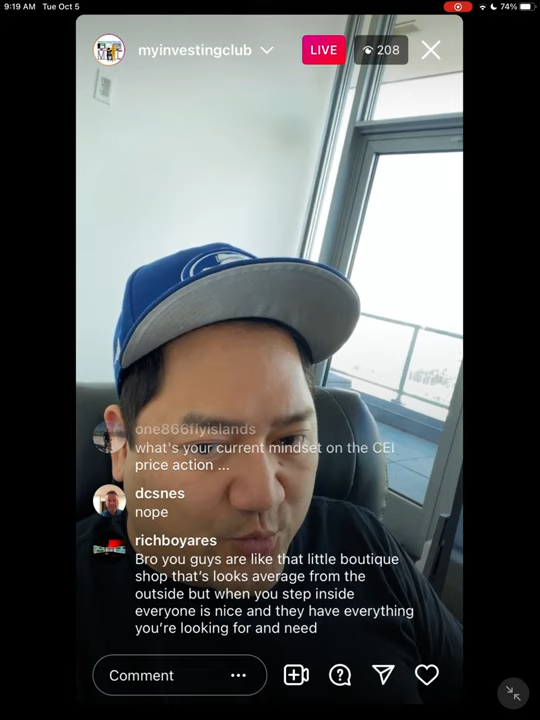 9:19 AM Tue Oct 5
74%
myinvestingclub
LIVE
208
one866flyislands
what's your current mindset on the CEI
price action ...
dcsnes
nope
richboyares
Bro you guys are like that little boutique
shop that's looks average from the
outside but when you step inside
everyone is nice and they have everything
you're looking for and need
Comment